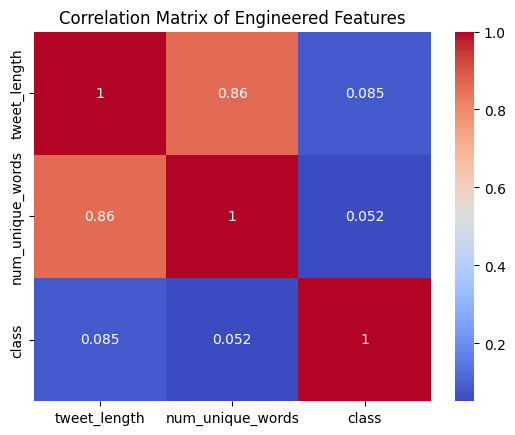 Correlation Matrix of Engineered Features
tweet_length
1
0.86
0.085
num_unique_words
0.86
1
0.052
class
0.085
0.052
1
tweet_length
num_unique_words
class
1.0
0.8
0.6
0.4
0.2